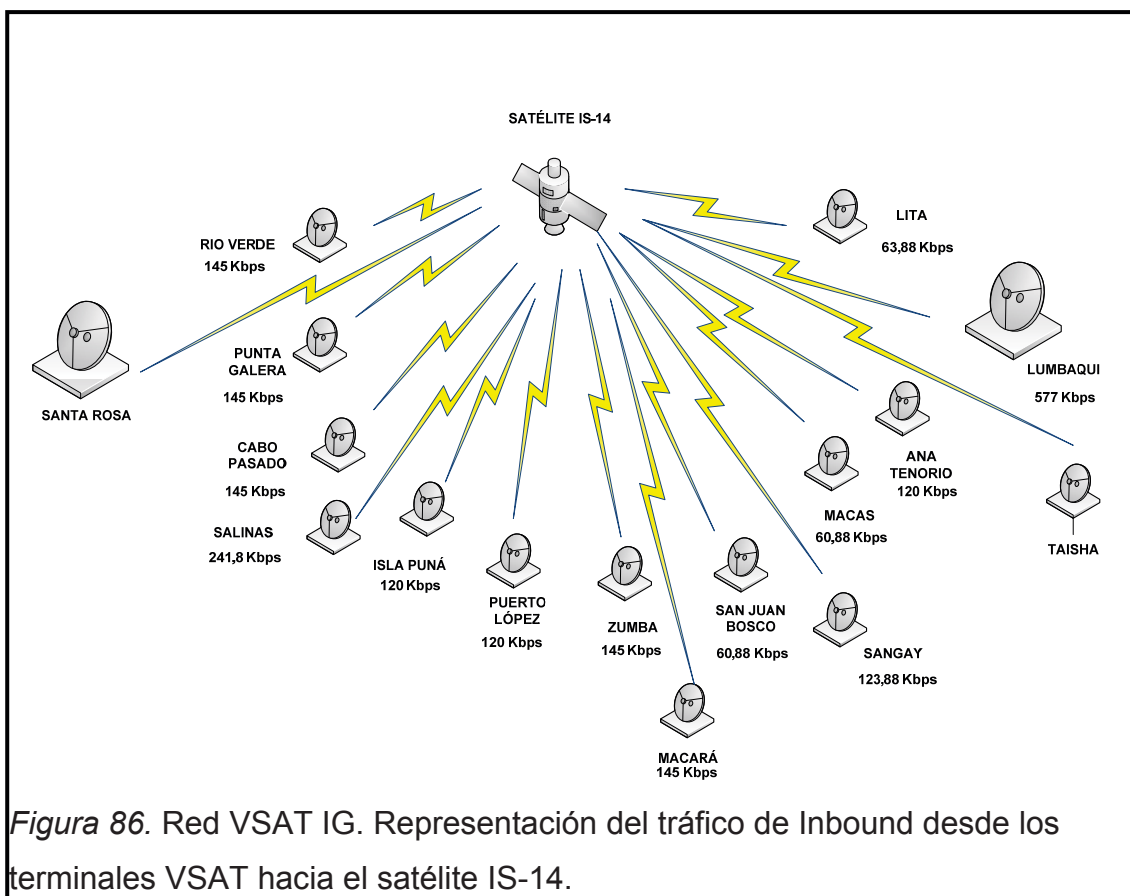 SATÉLITE IS-14
RIO VERDE
145 Kbps
LITA
63,88 Kbps
SANTA ROSA
PUNTA
GALERA
145 Kbps
LUMBAQUI
577 Kbps
CABO
PASADO
145 Kbps
ANA
TENORIO
120 Kbps
SALINAS
241,8 Kbps
ISLA PUNÁ
120 Kbps
MACAS
60,88 Kbps
TAISHA
PUERTO
LÓPEZ
120 Kbps
ZUMBA
145 Kbps
SAN JUAN
BOSCO
60,88 Kbps
SANGAY
123,88 Kbps
MACARÁ
145 Kbps
Figura 86. Red VSAT IG. Representación del tráfico de Inbound desde los
terminales VSAT hacia el satélite IS-14.